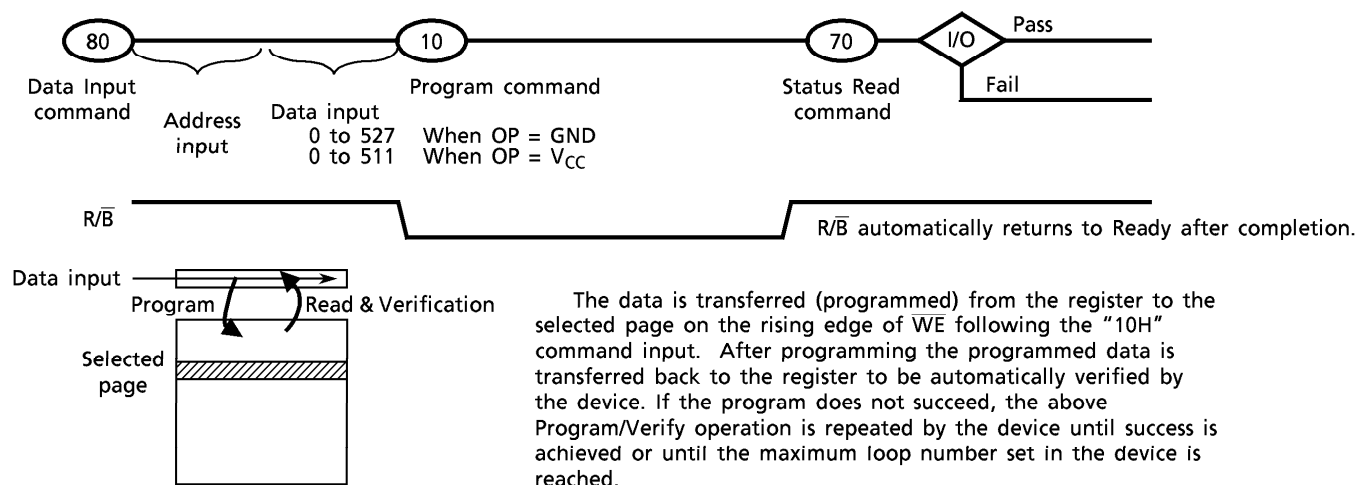 80
10
70
I/O
Pass
Fail
Data Input
command
Address
input
Data input
0 to 527 When OP = GND
0 to 511 When OP = VCC
Program command
Status Read
command
R/B̅
R/B̅ automatically returns to Ready after completion.
Data input
Program
Read & Verification
Selected
page
The data is transferred (programmed) from the register to the
selected page on the rising edge of W̅E̅ following the "10H"
command input. After programming the programmed data is
transferred back to the register to be automatically verified by
the device. If the program does not succeed, the above
Program/Verify operation is repeated by the device until success is
achieved or until the maximum loop number set in the device is
reached.